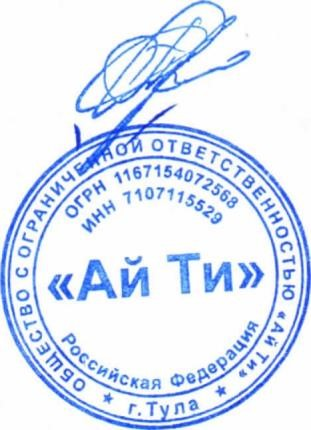 ОБЩЕСТВО С ОГРАНИЧЕННОЙ ОТВЕТСТВЕННОСТЬЮ «АЙ ТИ»
ОГРН 1167154072568
ИНН 7107115529
«Ай Ти»
Российская Федерация
★ г.Тула ★